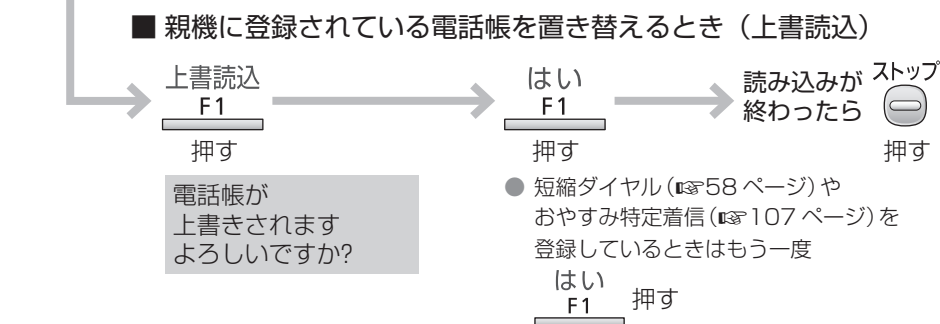 ■ 親機に登録されている電話帳を置き替えるとき（上書読込）
上書読込
F1
押す
電話帳が
上書きされます
よろしいですか?
はい
F1
押す
● 短縮ダイヤル（☞58 ページ）や
おやすみ特定着信（☞107 ページ）を
登録しているときはもう一度
はい
F1
押す
読み込みが
終わったら
ストップ
押す